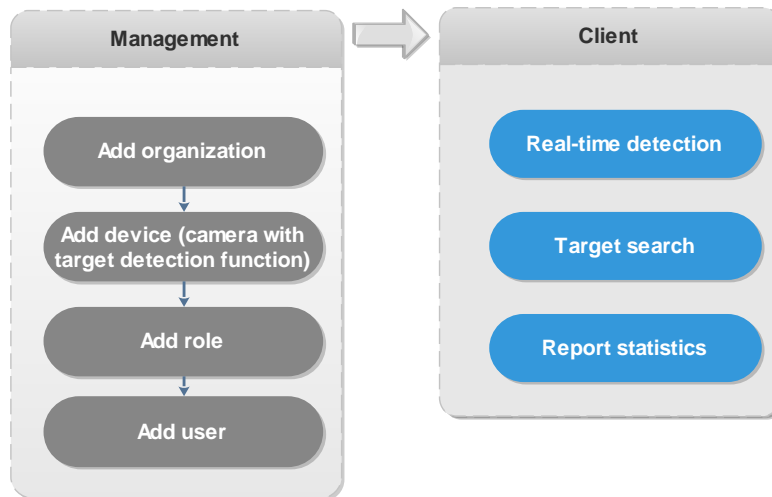 Management
Add organization
Add device (camera with
target detection function)
Add role
Add user
Client
Real-time detection
Target search
Report statistics